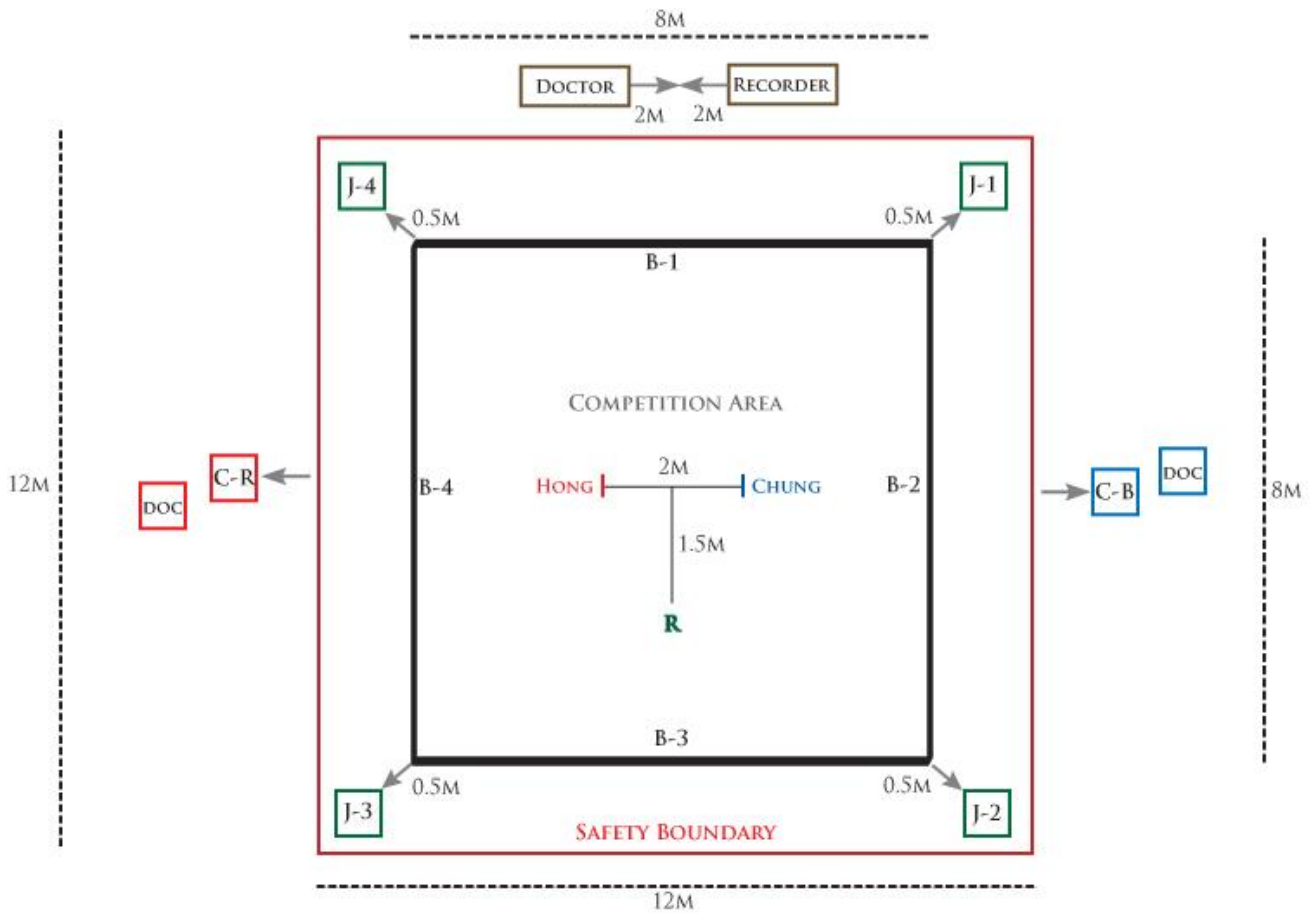 8M
DOCTOR
RECORDER
2M
2M
J-4
J-1
0.5M
0.5M
B-1
COMPETITION AREA
12M
DOC
C-R
B-4
HONG
2M
CHUNG
B-2
C-B
DOC
8M
1.5M
R
B-3
0.5M
0.5M
J-3
J-2
SAFETY BOUNDARY
12M